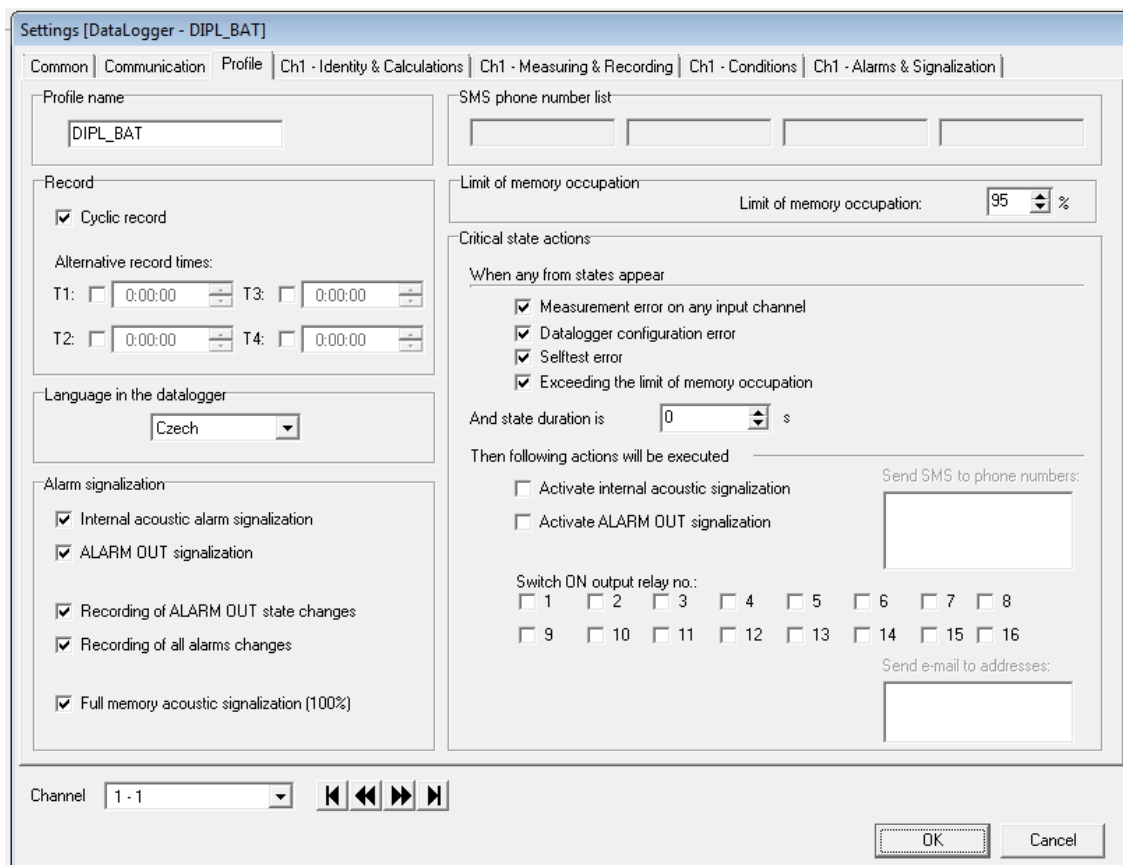 Settings [DataLogger - DIPL_BAT]
Common
Communication
Profile
Ch1 - Identity & Calculations
Ch1 - Measuring & Recording
Ch1 - Conditions
Ch1 - Alarms & Signalization
Profile name
DIPL_BAT
Record
Cyclic record
Alternative record times:
T1: 0:00:00 T3: 0:00:00
T2: 0:00:00 T4: 0:00:00
Language in the datalogger
Czech
Alarm signalization
Internal acoustic alarm signalization
ALARM OUT signalization
Recording of ALARM OUT state changes
Recording of all alarms changes
Full memory acoustic signalization (100%)
SMS phone number list
Limit of memory occupation
Limit of memory occupation: 95 %
Critical state actions
When any from states appear
Measurement error on any input channel
Datalogger configuration error
Selftest error
Exceeding the limit of memory occupation
And state duration is 0 s
Then following actions will be executed
Activate internal acoustic signalization
Activate ALARM OUT signalization
Send SMS to phone numbers:
Switch ON output relay no.:
1 2 3 4 5 6 7 8
9 10 11 12 13 14 15 16
Send e-mail to addresses:
Channel 1 - 1
OK
Cancel